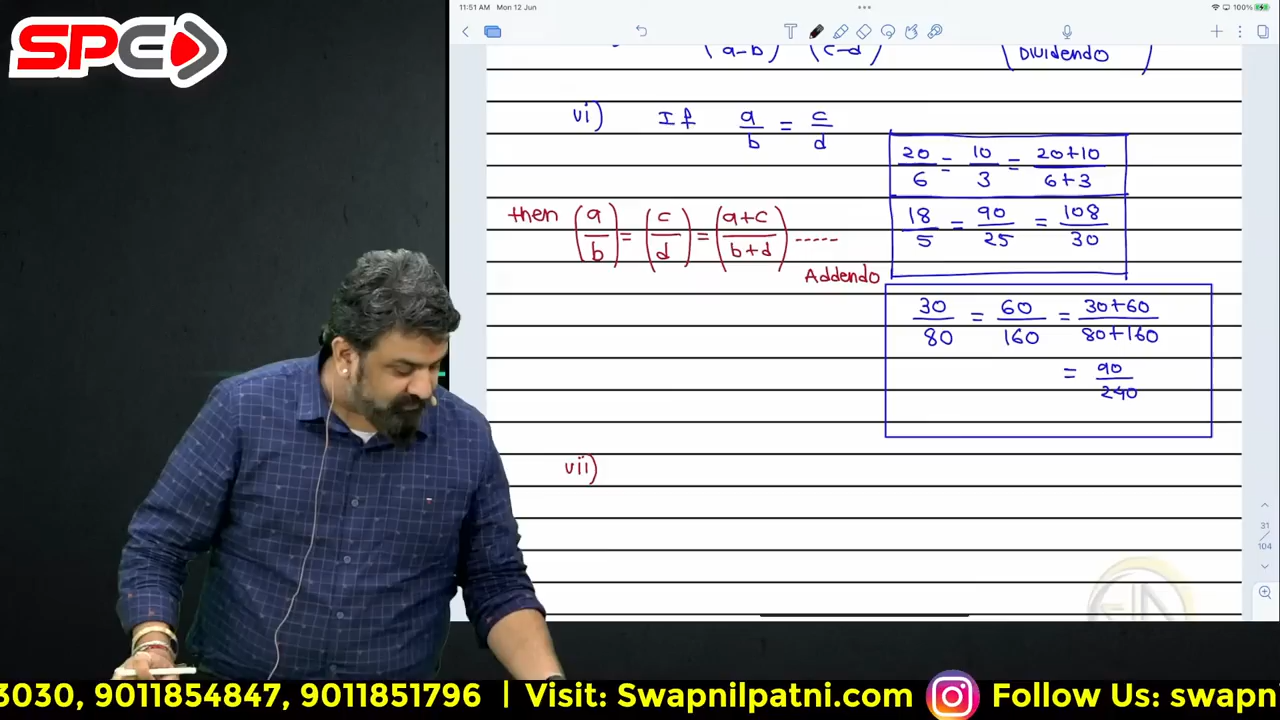 11:51 AM Mon 12 Jun
100%
SPC
(a-b) (c-d) (Dividendo)
vi) If a/b = c/d
20/6 = 10/3 = 20+10/6+3
then (a/b) = (c/d) = (a+c/b+d) -----
Addendo
18/5 = 90/25 = 108/30
30/80 = 60/160 = 30+60/80+160
= 90/240
vii)
31
104
3030, 9011854847, 9011851796 | Visit: Swapnilpatni.com Follow Us: swapn